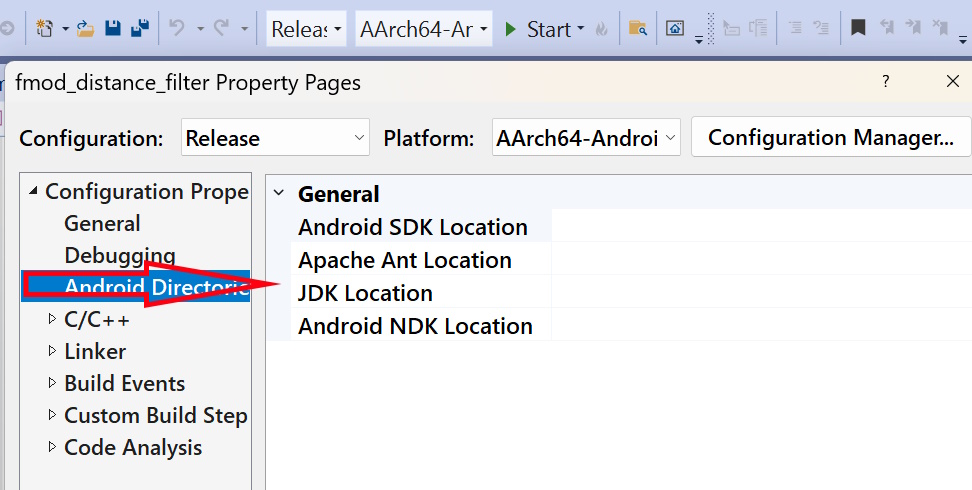 Releas AArch64-Ar Start
fmod_distance_filter Property Pages ?
Configuration: Release Platform: AArch64-Androi Configuration Manager...
Configuration Prope
General
Debugging
Android Directorie
C/C++
Linker
Build Events
Custom Build Step
Code Analysis
General
Android SDK Location
Apache Ant Location
JDK Location
Android NDK Location